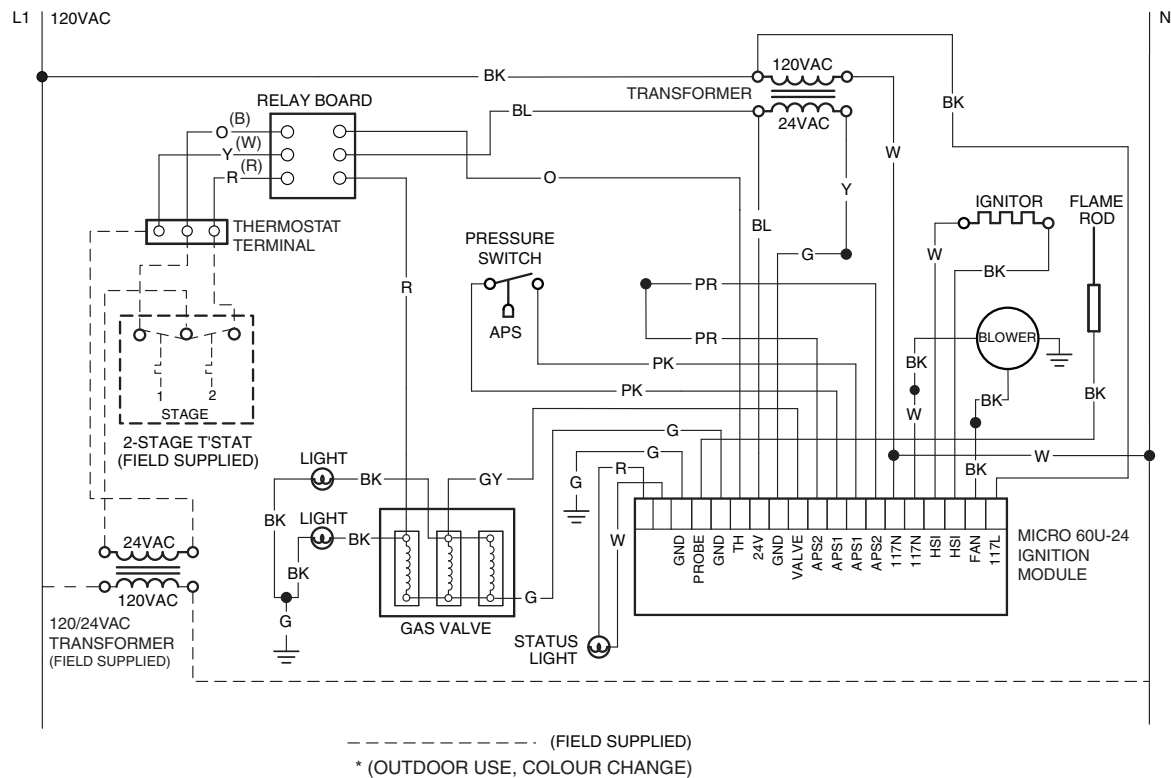 L1
120VAC
N
BK
120VAC
TRANSFORMER
24VAC
BK
RELAY BOARD
BL
O
(B)
Y
(W)
R
(R)
W
O
Y
THERMOSTAT
TERMINAL
IGNITOR
FLAME
ROD
PRESSURE
SWITCH
BL
W
G
BK
R
PR
APS
PR
BLOWER
BK
PK
PK
BK
BK
W
1
2
STAGE
2-STAGE T'STAT
(FIELD SUPPLIED)
G
LIGHT
G
W
BK
GY
R
G
BK
BK
LIGHT
BK
W
24VAC
BK
120VAC
G
G
GND
PROBE
GND
TH
24V
GND
VALVE
APS2
APS1
APS1
APS2
117N
117N
HSI
HSI
FAN
117L
MICRO 60U-24
IGNITION
MODULE
GAS VALVE
STATUS
LIGHT
120/24VAC
TRANSFORMER
(FIELD SUPPLIED)
(FIELD SUPPLIED)
* (OUTDOOR USE, COLOUR CHANGE)